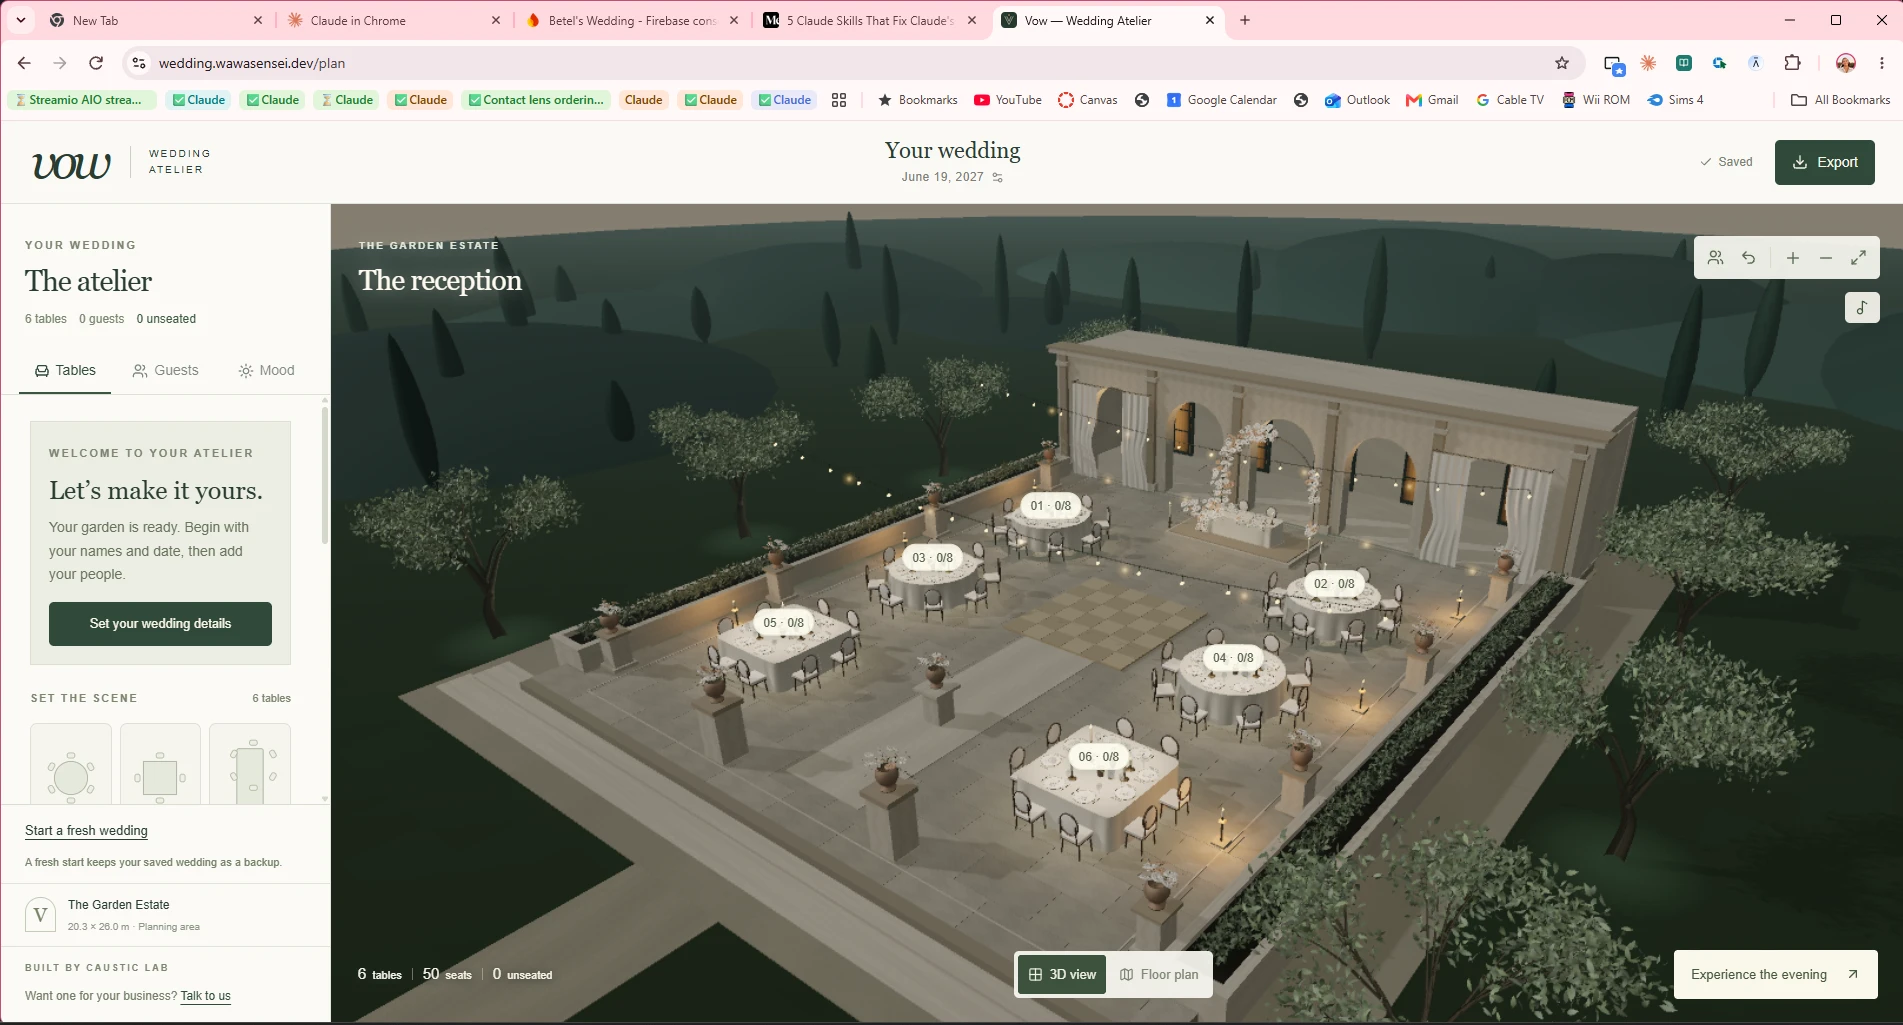 New Tab
Claude in Chrome
Betel's Wedding - Firebase cons
5 Claude Skills That Fix Claude's
Vow — Wedding Atelier
wedding.wawasensei.dev/plan
Streamio AIO strea...
Claude
Claude
Claude
Claude
Contact lens orderin...
Claude
Claude
Claude
Bookmarks
YouTube
Canvas
Google Calendar
Outlook
Gmail
Cable TV
Wii ROM
Sims 4
All Bookmarks
vow
WEDDING
ATELIER
Your wedding
June 19, 2027
Saved
Export
YOUR WEDDING
The atelier
6 tables 0 guests 0 unseated
Tables
Guests
Mood
WELCOME TO YOUR ATELIER
Let’s make it yours.
Your garden is ready. Begin with
your names and date, then add
your people.
Set your wedding details
SET THE SCENE
6 tables
Start a fresh wedding
A fresh start keeps your saved wedding as a backup.
V
The Garden Estate
20.3 × 26.0 m · Planning area
BUILT BY CAUSTIC LAB
Want one for your business? Talk to us
THE GARDEN ESTATE
The reception
01 · 0/8
03 · 0/8
02 · 0/8
05 · 0/8
04 · 0/8
06 · 0/8
6 tables | 50 seats | 0 unseated
3D view
Floor plan
Experience the evening